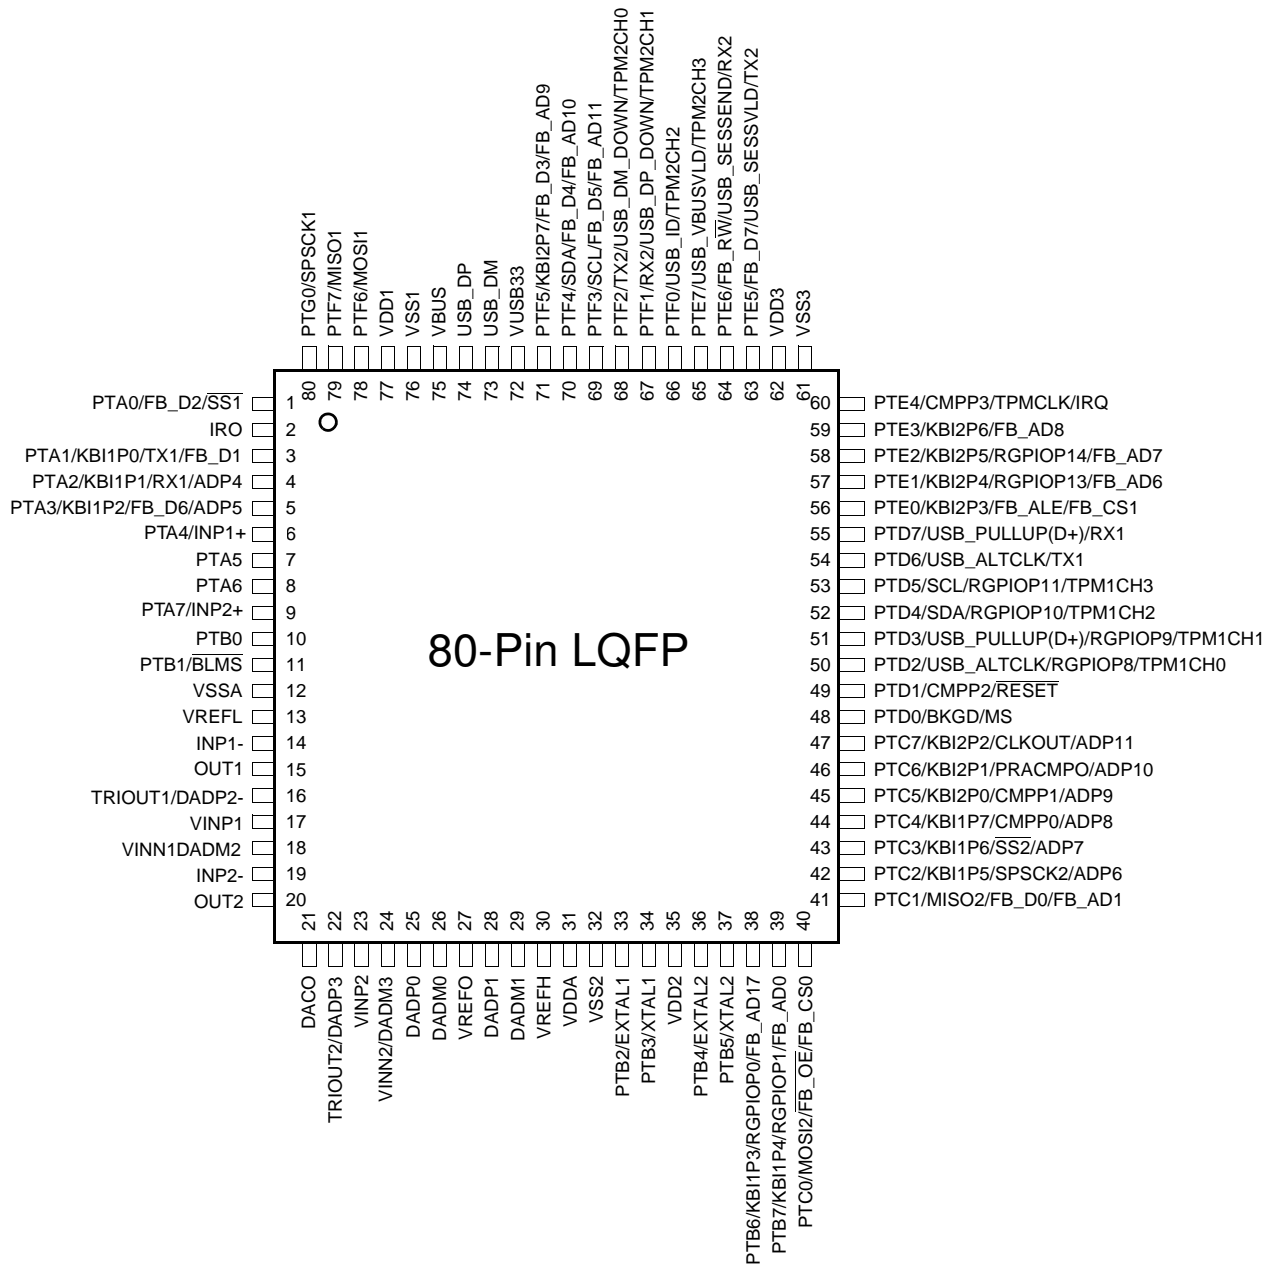 PTG0/SPSCK1
PTF7/MISO1
PTF6/MOSI1
VDD1
VSS1
VBUS
USB_DP
USB_DM
VUSB33
PTF5/KBI2P7/FB_D3/FB_AD9
PTF4/SDA/FB_D4/FB_AD10
PTF3/SCL/FB_D5/FB_AD11
PTF2/TX2/USB_DM_DOWN/TPM2CH0
PTF1/RX2/USB_DP_DOWN/TPM2CH1
PTF0/USB_ID/TPM2CH2
PTE7/USB_VBUSVLD/TPM2CH3
PTE6/FB_RW/USB_SESSEND/RX2
PTE5/FB_D7/USB_SESSVLD/TX2
VDD3
VSS3
80
79
78
77
76
75
74
73
72
71
70
69
68
67
66
65
64
63
62
61
PTA0/FB_D2/SS1 1
IRO 2
PTA1/KBI1P0/TX1/FB_D1 3
PTA2/KBI1P1/RX1/ADP4 4
PTA3/KBI1P2/FB_D6/ADP5 5
PTA4/INP1+ 6
PTA5 7
PTA6 8
PTA7/INP2+ 9
PTB0 10
PTB1/BLMS 11
VSSA 12
VREFL 13
INP1- 14
OUT1 15
TRIOUT1/DADP2- 16
VINP1 17
VINN1DADM2 18
INP2- 19
OUT2 20
80-Pin LQFP
60 PTE4/CMPP3/TPMCLK/IRQ
59 PTE3/KBI2P6/FB_AD8
58 PTE2/KBI2P5/RGPIOP14/FB_AD7
57 PTE1/KBI2P4/RGPIOP13/FB_AD6
56 PTE0/KBI2P3/FB_ALE/FB_CS1
55 PTD7/USB_PULLUP(D+)/RX1
54 PTD6/USB_ALTCLK/TX1
53 PTD5/SCL/RGPIOP11/TPM1CH3
52 PTD4/SDA/RGPIOP10/TPM1CH2
51 PTD3/USB_PULLUP(D+)/RGPIOP9/TPM1CH1
50 PTD2/USB_ALTCLK/RGPIOP8/TPM1CH0
49 PTD1/CMPP2/RESET
48 PTD0/BKGD/MS
47 PTC7/KBI2P2/CLKOUT/ADP11
46 PTC6/KBI2P1/PRACMPO/ADP10
45 PTC5/KBI2P0/CMPP1/ADP9
44 PTC4/KBI1P7/CMPP0/ADP8
43 PTC3/KBI1P6/SS2/ADP7
42 PTC2/KBI1P5/SPSCK2/ADP6
41 PTC1/MISO2/FB_D0/FB_AD1
21
22
23
24
25
26
27
28
29
30
31
32
33
34
35
36
37
38
39
40
DACO
TRIOUT2/DADP3
VINP2
VINN2/DADM3
DADP0
DADM0
VREFO
DADP1
DADM1
VREFH
VDDA
VSS2
PTB2/EXTAL1
PTB3/XTAL1
VDD2
PTB4/EXTAL2
PTB5/XTAL2
PTB6/KBI1P3/RGPIOP0/FB_AD17
PTB7/KBI1P4/RGPIOP1/FB_AD0
PTC0/MOSI2/FB_OE/FB_CS0